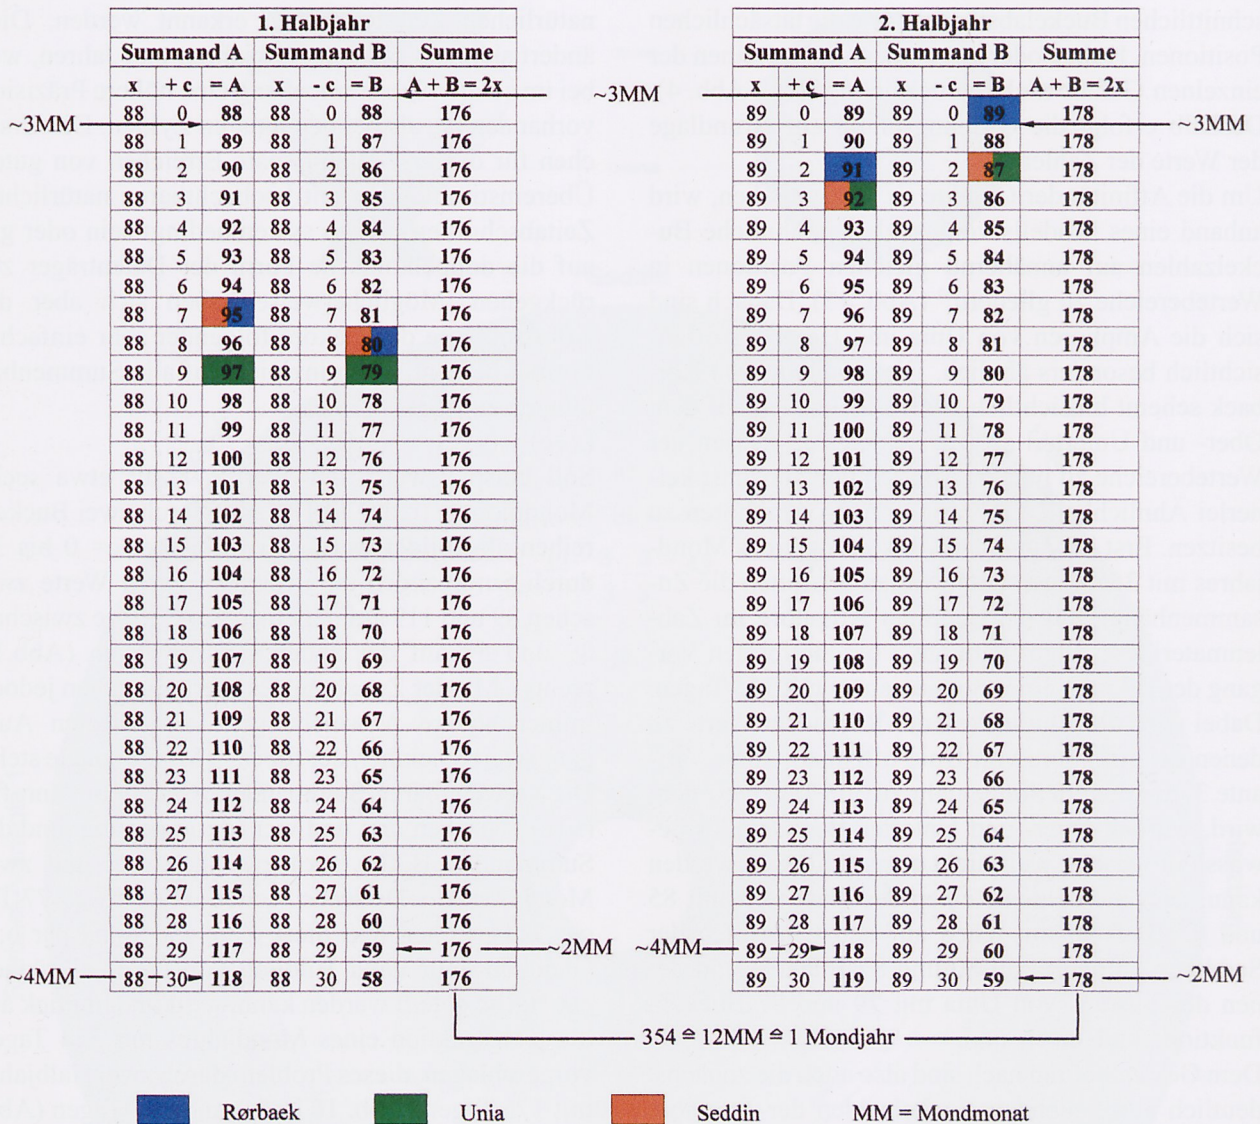 1. Halbjahr
Summand A Summand B Summe
x + c = A x - c = B A + B = 2x
88 0 88 88 0 88 176
~3MM
88 1 89 88 1 87 176
88 2 90 88 2 86 176
88 3 91 88 3 85 176
88 4 92 88 4 84 176
88 5 93 88 5 83 176
88 6 94 88 6 82 176
88 7 95 88 7 81 176
88 8 96 88 8 80 176
88 9 97 88 9 79 176
88 10 98 88 10 78 176
88 11 99 88 11 77 176
88 12 100 88 12 76 176
88 13 101 88 13 75 176
88 14 102 88 14 74 176
88 15 103 88 15 73 176
88 16 104 88 16 72 176
88 17 105 88 17 71 176
88 18 106 88 18 70 176
88 19 107 88 19 69 176
88 20 108 88 20 68 176
88 21 109 88 21 67 176
88 22 110 88 22 66 176
88 23 111 88 23 65 176
88 24 112 88 24 64 176
88 25 113 88 25 63 176
88 26 114 88 26 62 176
88 27 115 88 27 61 176
88 28 116 88 28 60 176
88 29 117 88 29 59 176 ~2MM
~4MM 88 30 118 88 30 58 176
2. Halbjahr
Summand A Summand B Summe
x + c = A x - c = B A + B = 2x
~3MM
89 0 89 89 0 89 178
~3MM
89 1 90 89 1 88 178
89 2 91 89 2 87 178
89 3 92 89 3 86 178
89 4 93 89 4 85 178
89 5 94 89 5 84 178
89 6 95 89 6 83 178
89 7 96 89 7 82 178
89 8 97 89 8 81 178
89 9 98 89 9 80 178
89 10 99 89 10 79 178
89 11 100 89 11 78 178
89 12 101 89 12 77 178
89 13 102 89 13 76 178
89 14 103 89 14 75 178
89 15 104 89 15 74 178
89 16 105 89 16 73 178
89 17 106 89 17 72 178
89 18 107 89 18 71 178
89 19 108 89 19 70 178
89 20 109 89 20 69 178
89 21 110 89 21 68 178
89 22 111 89 22 67 178
89 23 112 89 23 66 178
89 24 113 89 24 65 178
89 25 114 89 25 64 178
89 26 115 89 26 63 178
89 27 116 89 27 62 178
89 28 117 89 28 61 178
~4MM 89 29 118 89 29 60 178
89 30 119 89 30 59 178 ~2MM
354 ≙ 12MM ≙ 1 Mondjahr
Rørbaek Unia Seddin MM = Mondmonat